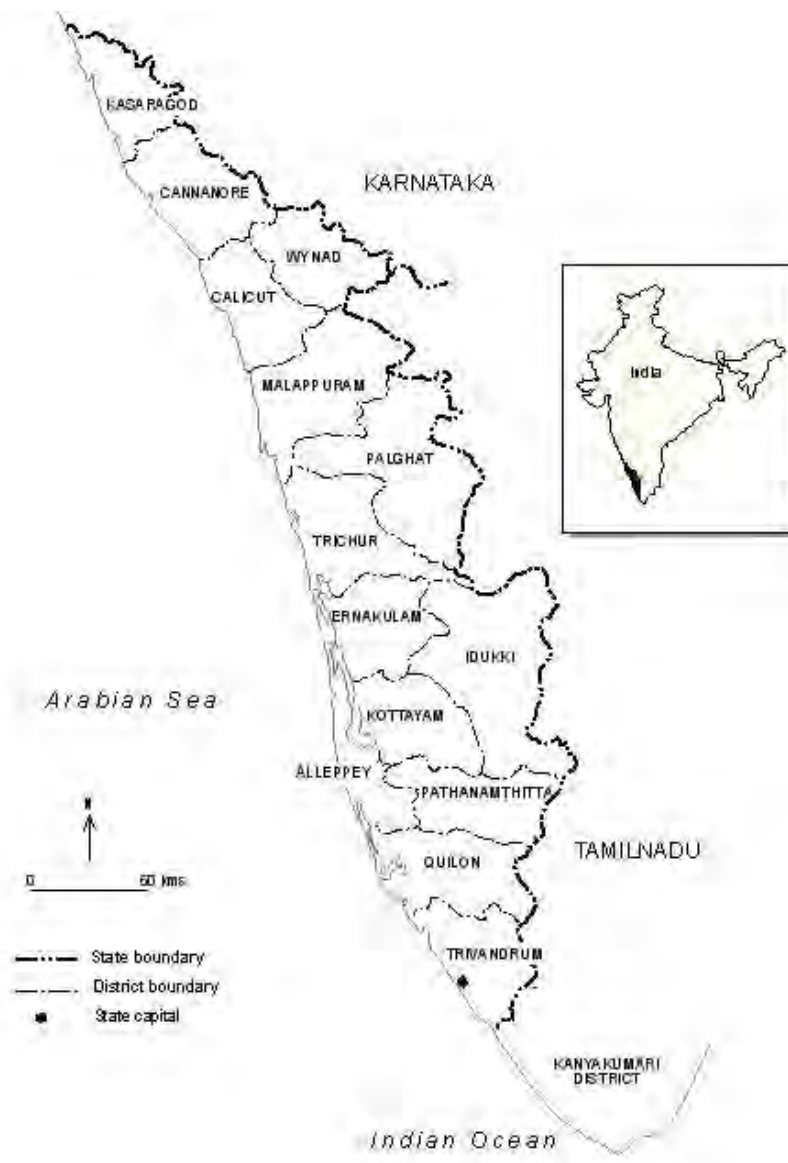 KASARAGOD
KARNATAKA
CANNANORE
WYNAD
CALICUT
India
MALAPPURAM
PALGHAT
TRICHUR
ERNAKULAM
IDUKKI
Arabian Sea
KOTTAYAM
ALLEPPEY
PATHANAMTHITTA
N
TAMILNADU
QUILON
0 60 kms
TRIVANDRUM
State boundary
District boundary
State capital
KANYAKUMARI
DISTRICT
Indian Ocean